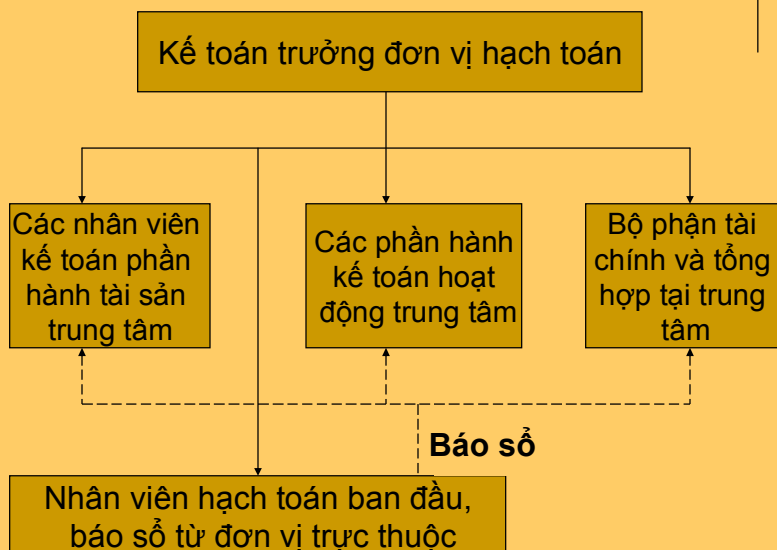 Kế toán trưởng đơn vị hạch toán
Các nhân viên
kế toán phần
hành tài sản
trung tâm
Các phần hành
kế toán hoạt
động trung tâm
Bộ phận tài
chính và tổng
hợp tại trung
tâm
Báo sổ
Nhân viên hạch toán ban đầu,
báo sổ từ đơn vị trực thuộc